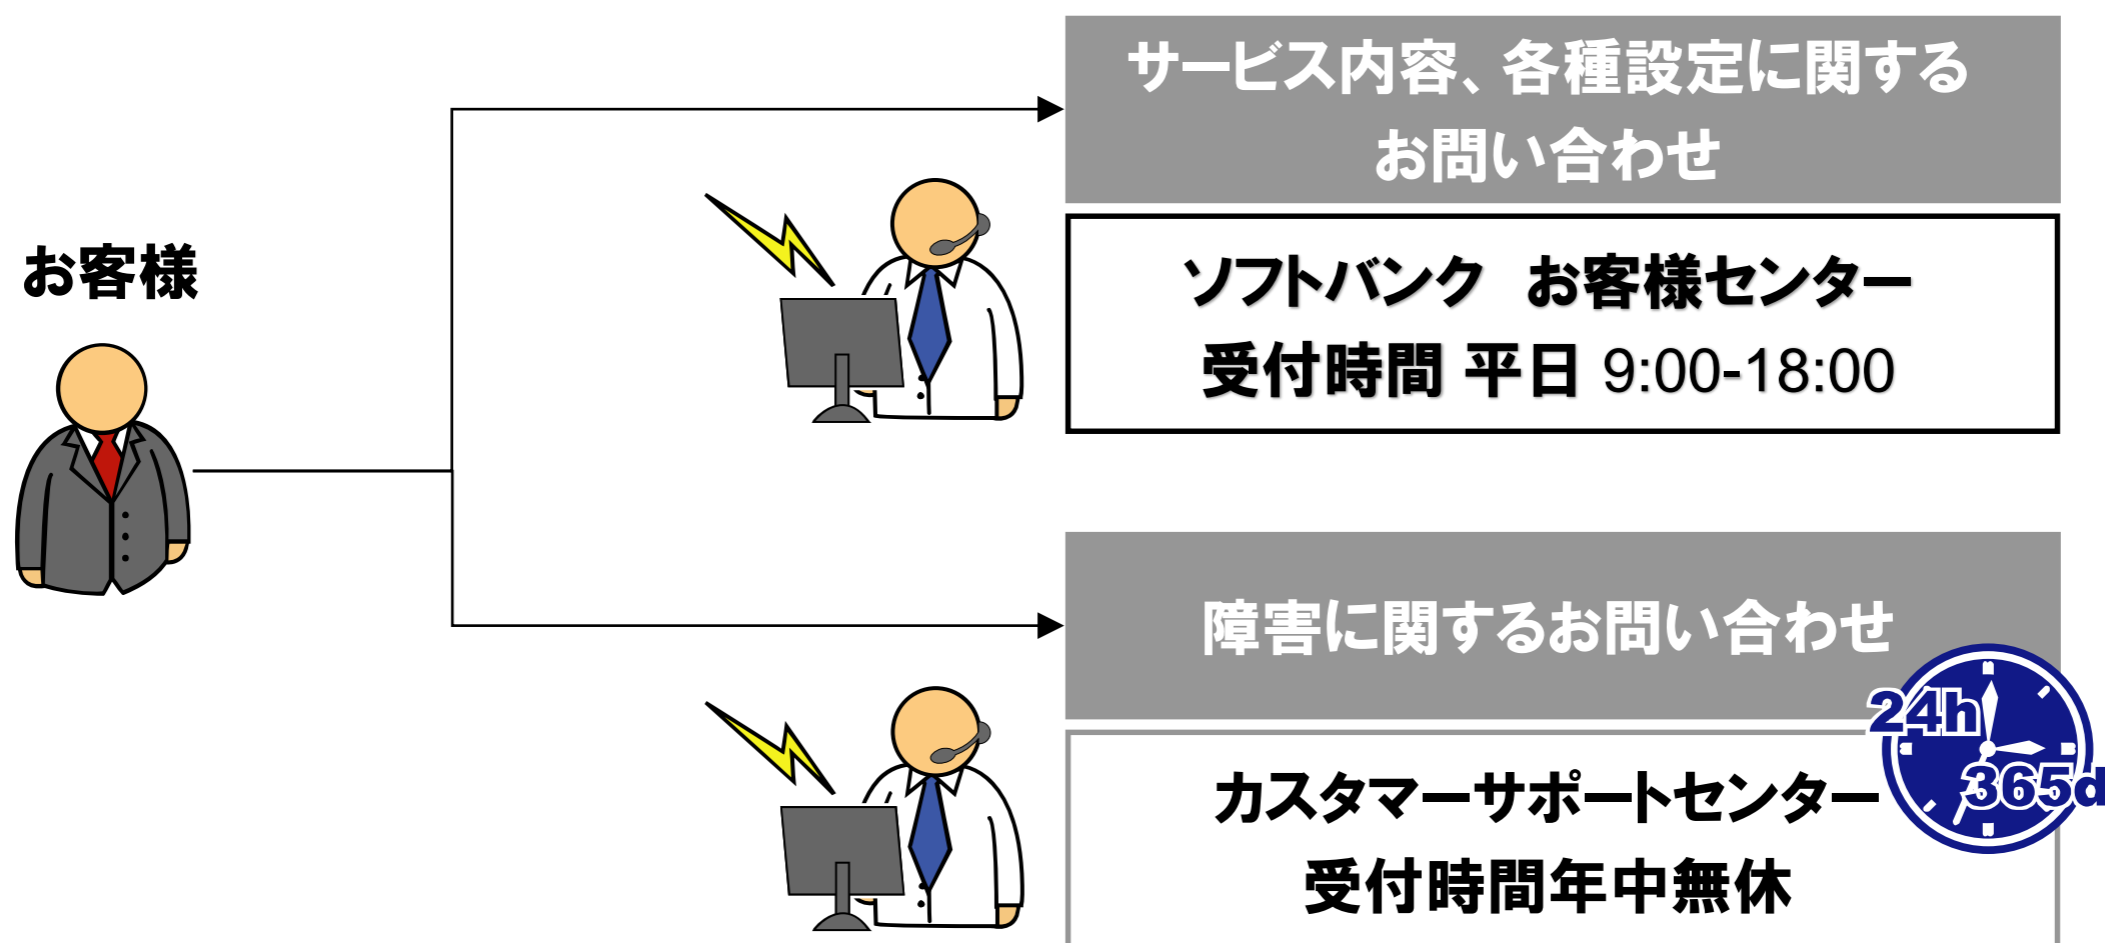 お客様
サービス内容、各種設定に関する
お問い合わせ
ソフトバンク　お客様センター
受付時間 平日 9:00-18:00
障害に関するお問い合わせ
24h
365d
カスタマーサポートセンター
受付時間年中無休